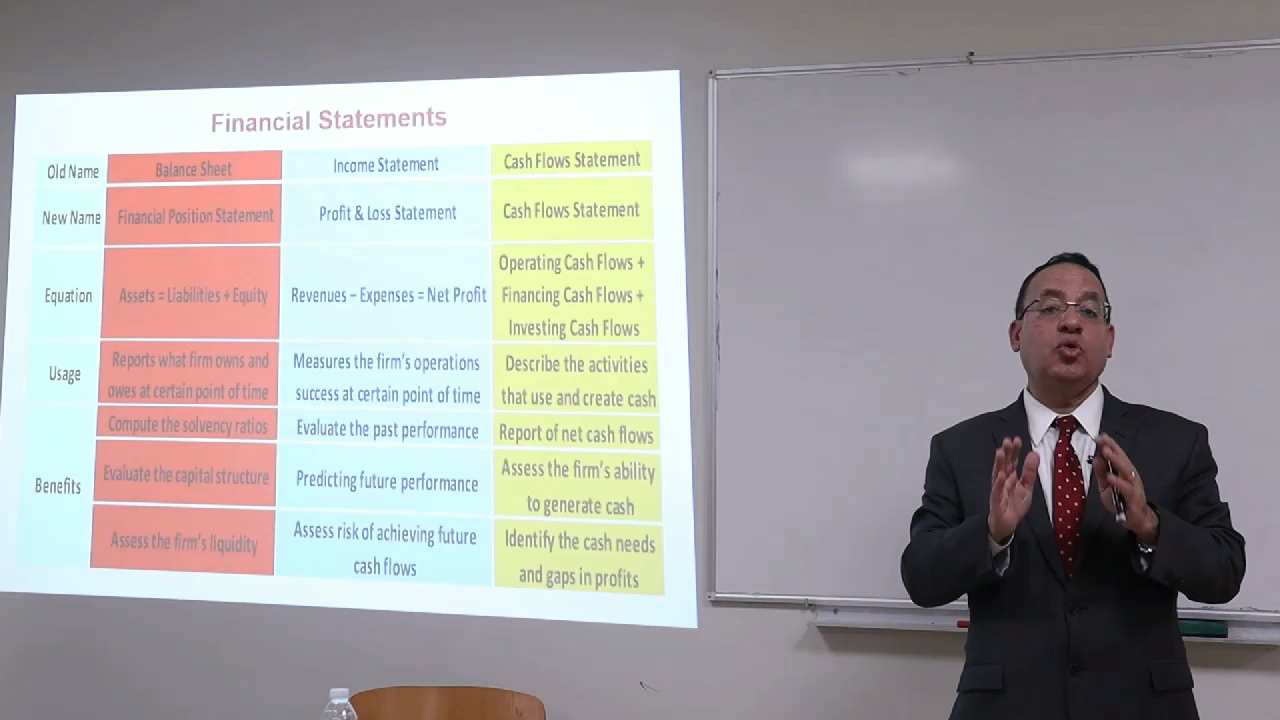 Financial Statements
Old Name Balance Sheet Income Statement Cash Flows Statement
New Name Financial Position Statement Profit & Loss Statement Cash Flows Statement
Equation Assets = Liabilities + Equity Revenues – Expenses = Net Profit Operating Cash Flows +
Financing Cash Flows +
Investing Cash Flows
Usage Reports what firm owns and
owes at certain point of time
Measures the firm's operations
success at certain point of time
Describe the activities
that use and create cash
Benefits
Compute the solvency ratios Evaluate the past performance Report of net cash flows
Evaluate the capital structure Predicting future performance Assess the firm's ability
to generate cash
Assess the firm's liquidity Assess risk of achieving future
cash flows
Identify the cash needs
and gaps in profits